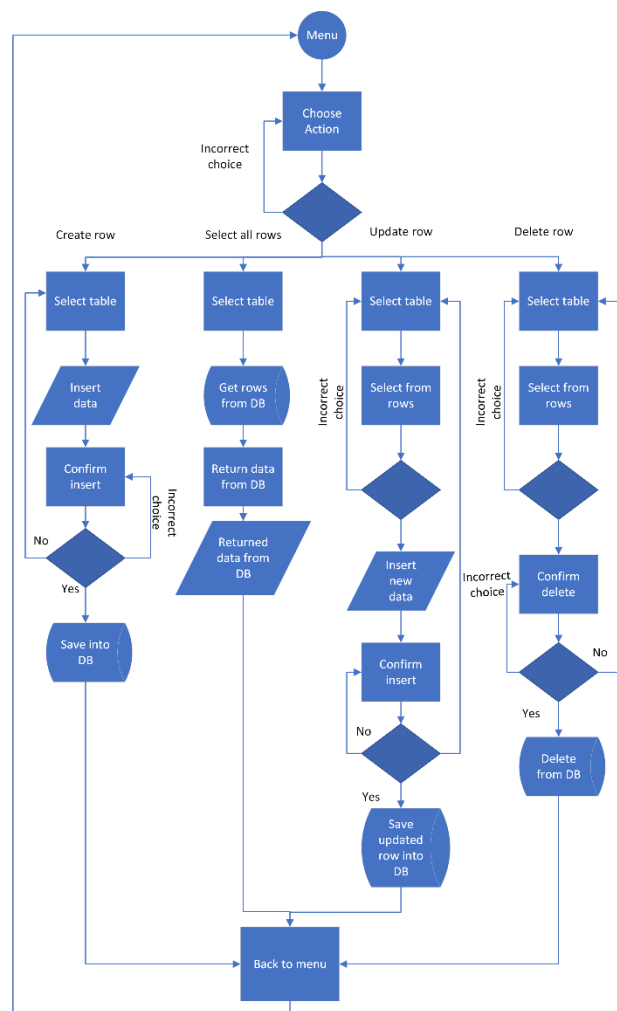 Menu
Choose
Action
Incorrect
choice
Create row
Select all rows
Update row
Delete row
Select table
Select table
Select table
Select table
Insert
data
Get rows
from DB
Incorrect
choice
Select from
rows
Incorrect
choice
Select from
rows
Confirm
insert
Incorrect
choice
Return data
from DB
No
Yes
Returned
data from
DB
Insert
new
data
Incorrect
choice
Confirm
delete
No
Yes
Save into
DB
Confirm
insert
No
Yes
Delete
from DB
Save
updated
row into
DB
Back to menu